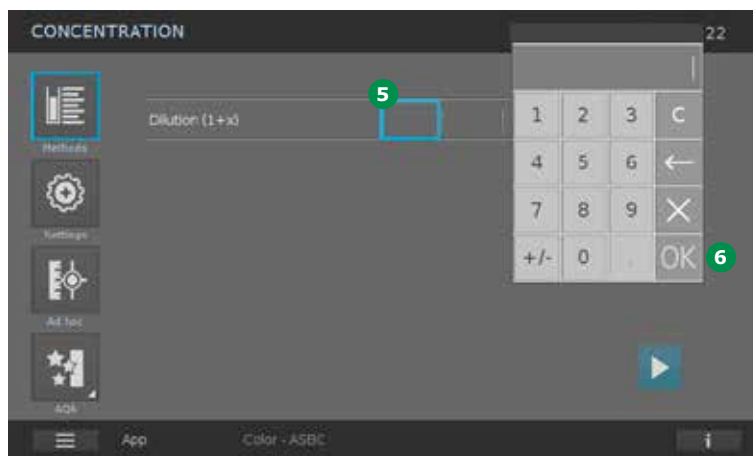 CONCENTRATION
22
5
Dilution (1+x)
1 2 3 C
Methods
4 5 6 ←
7 8 9 X
Settings
+/- 0 . OK 6
Ad hoc
AQA
App Color - ASBC i